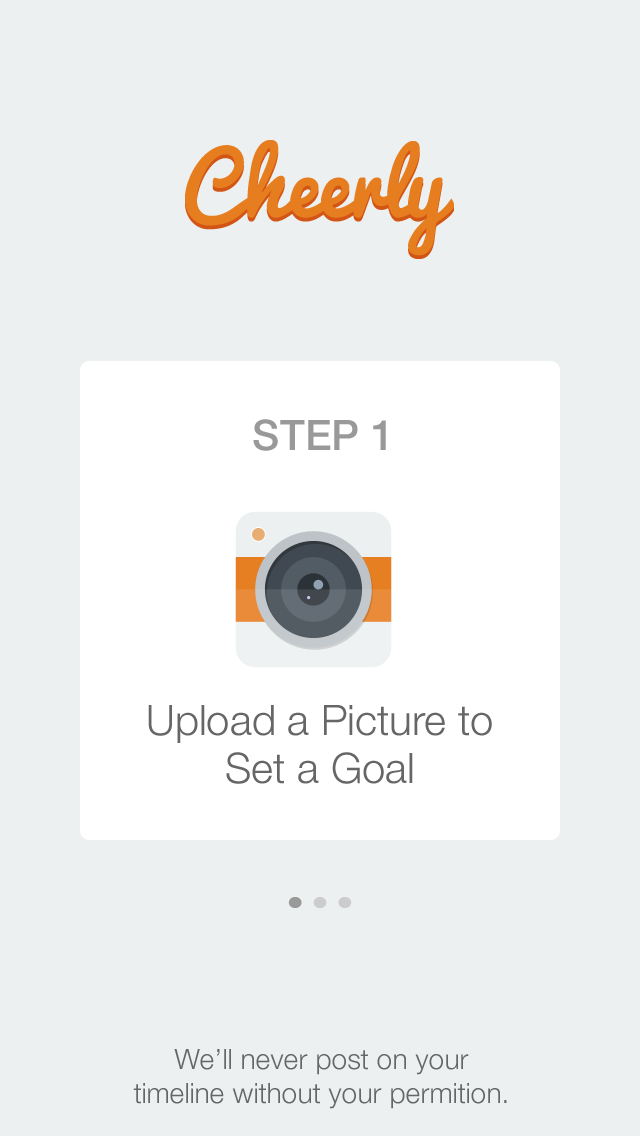 Cheerly
STEP 1
Upload a Picture to
Set a Goal
We’ll never post on your
timeline without your permition.